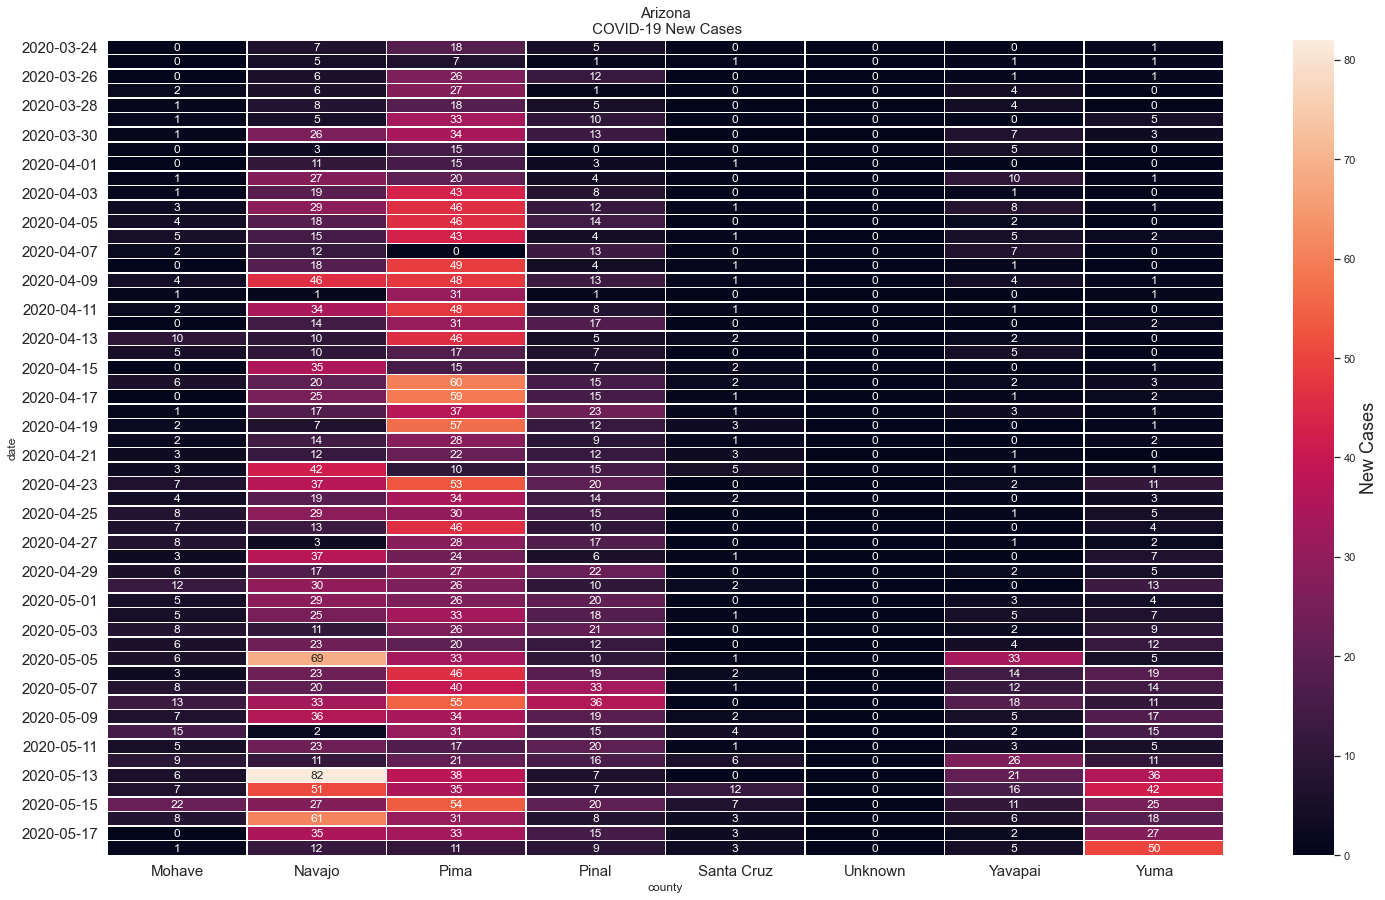 Arizona
COVID-19 New Cases
2020-03-24 0 7 18 5 0 0 0 1
0 5 7 1 1 0 1 1
2020-03-26 0 6 26 12 0 0 1 1
2 6 27 1 0 0 4 0
2020-03-28 1 8 18 5 0 0 4 0
1 5 33 10 0 0 0 5
2020-03-30 1 26 34 13 0 0 7 3
0 3 15 0 0 0 5 0
2020-04-01 0 11 15 3 1 0 0 0
1 27 20 4 0 0 10 1
2020-04-03 1 19 43 8 0 0 1 0
3 29 46 12 1 0 8 1
2020-04-05 4 18 46 14 0 0 2 0
5 15 43 4 1 0 5 2
2020-04-07 2 12 0 13 0 0 7 0
0 18 49 4 1 0 1 0
2020-04-09 4 46 48 13 1 0 4 1
1 1 31 1 0 0 0 1
2020-04-11 2 34 48 8 1 0 1 0
0 14 31 17 0 0 0 2
2020-04-13 10 10 46 5 2 0 2 0
5 10 17 7 0 0 5 0
2020-04-15 0 35 15 7 2 0 0 1
6 20 60 15 2 0 2 3
2020-04-17 0 25 59 15 1 0 1 2
1 17 37 23 1 0 3 1
2020-04-19 2 7 57 12 3 0 0 1
2 14 28 9 1 0 0 2
2020-04-21 3 12 22 12 3 0 1 0
3 42 10 15 5 0 1 1
2020-04-23 7 37 53 20 0 0 2 11
4 19 34 14 2 0 0 3
2020-04-25 8 29 30 15 0 0 1 5
7 13 46 10 0 0 0 4
2020-04-27 8 3 28 17 0 0 1 2
3 37 24 6 1 0 0 7
2020-04-29 6 17 27 22 0 0 2 5
12 30 26 10 2 0 0 13
2020-05-01 5 29 26 20 0 0 3 4
5 25 33 18 1 0 5 7
2020-05-03 8 11 26 21 0 0 2 9
6 23 20 12 0 0 4 12
2020-05-05 6 69 33 10 1 0 33 5
3 23 46 19 2 0 14 19
2020-05-07 8 20 40 33 1 0 12 14
13 33 55 36 0 0 18 11
2020-05-09 7 36 34 19 2 0 5 17
15 2 31 15 4 0 2 15
2020-05-11 5 23 17 20 1 0 3 5
9 11 21 16 6 0 26 11
2020-05-13 6 82 38 7 0 0 21 36
7 51 35 7 12 0 16 42
2020-05-15 22 27 54 20 7 0 11 25
8 61 31 8 3 0 6 18
2020-05-17 0 35 33 15 3 0 2 27
1 12 11 9 3 0 5 50
Mohave Navajo Pima Pinal Santa Cruz Unknown Yavapai Yuma
county
date
80
70
60
50
40
30
20
10
0
New Cases